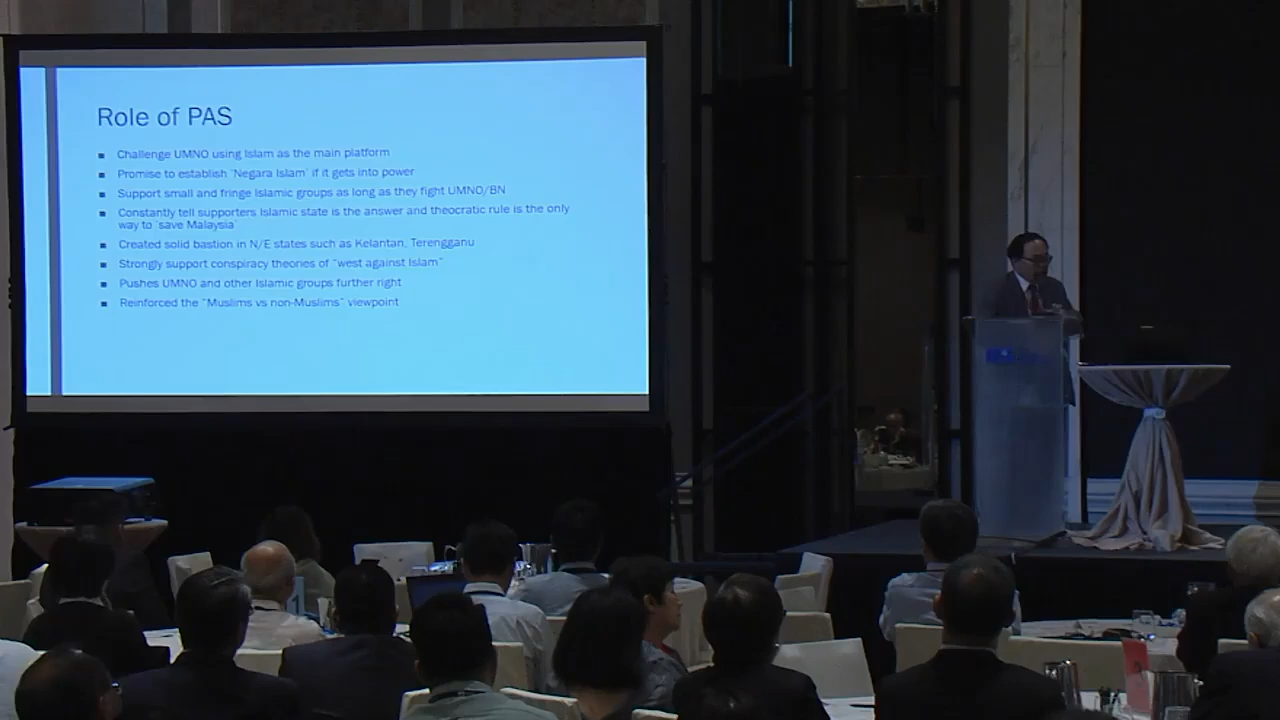 Role of PAS
■ Challenge UMNO using Islam as the main platform
■ Promise to establish 'Negara Islam' if it gets into power
■ Support small and fringe Islamic groups as long as they fight UMNO/BN
■ Constantly tell supporters Islamic state is the answer and theocratic rule is the only
way to 'save Malaysia'
■ Created solid bastion in N/E states such as Kelantan, Terengganu
■ Strongly support conspiracy theories of "west against Islam"
■ Pushes UMNO and other Islamic groups further right
■ Reinforced the "Muslims vs non-Muslims" viewpoint